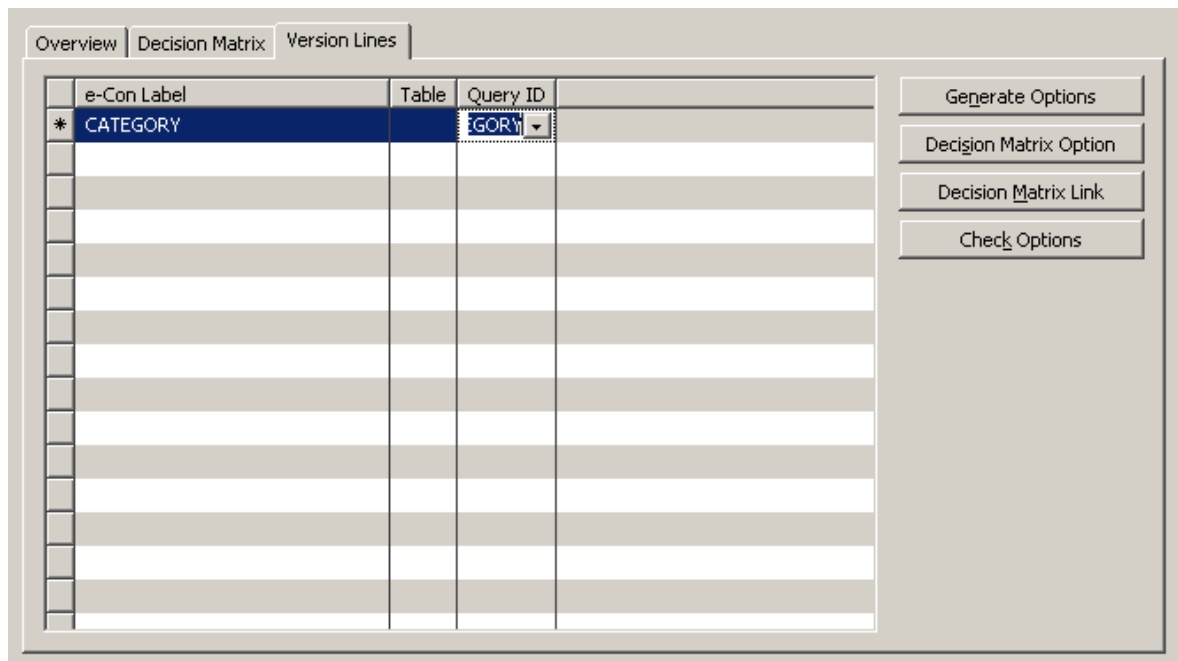 Overview Decision Matrix Version Lines
e-Con Label Table Query ID
* CATEGORY EGORY
Generate Options
Decision Matrix Option
Decision Matrix Link
Check Options